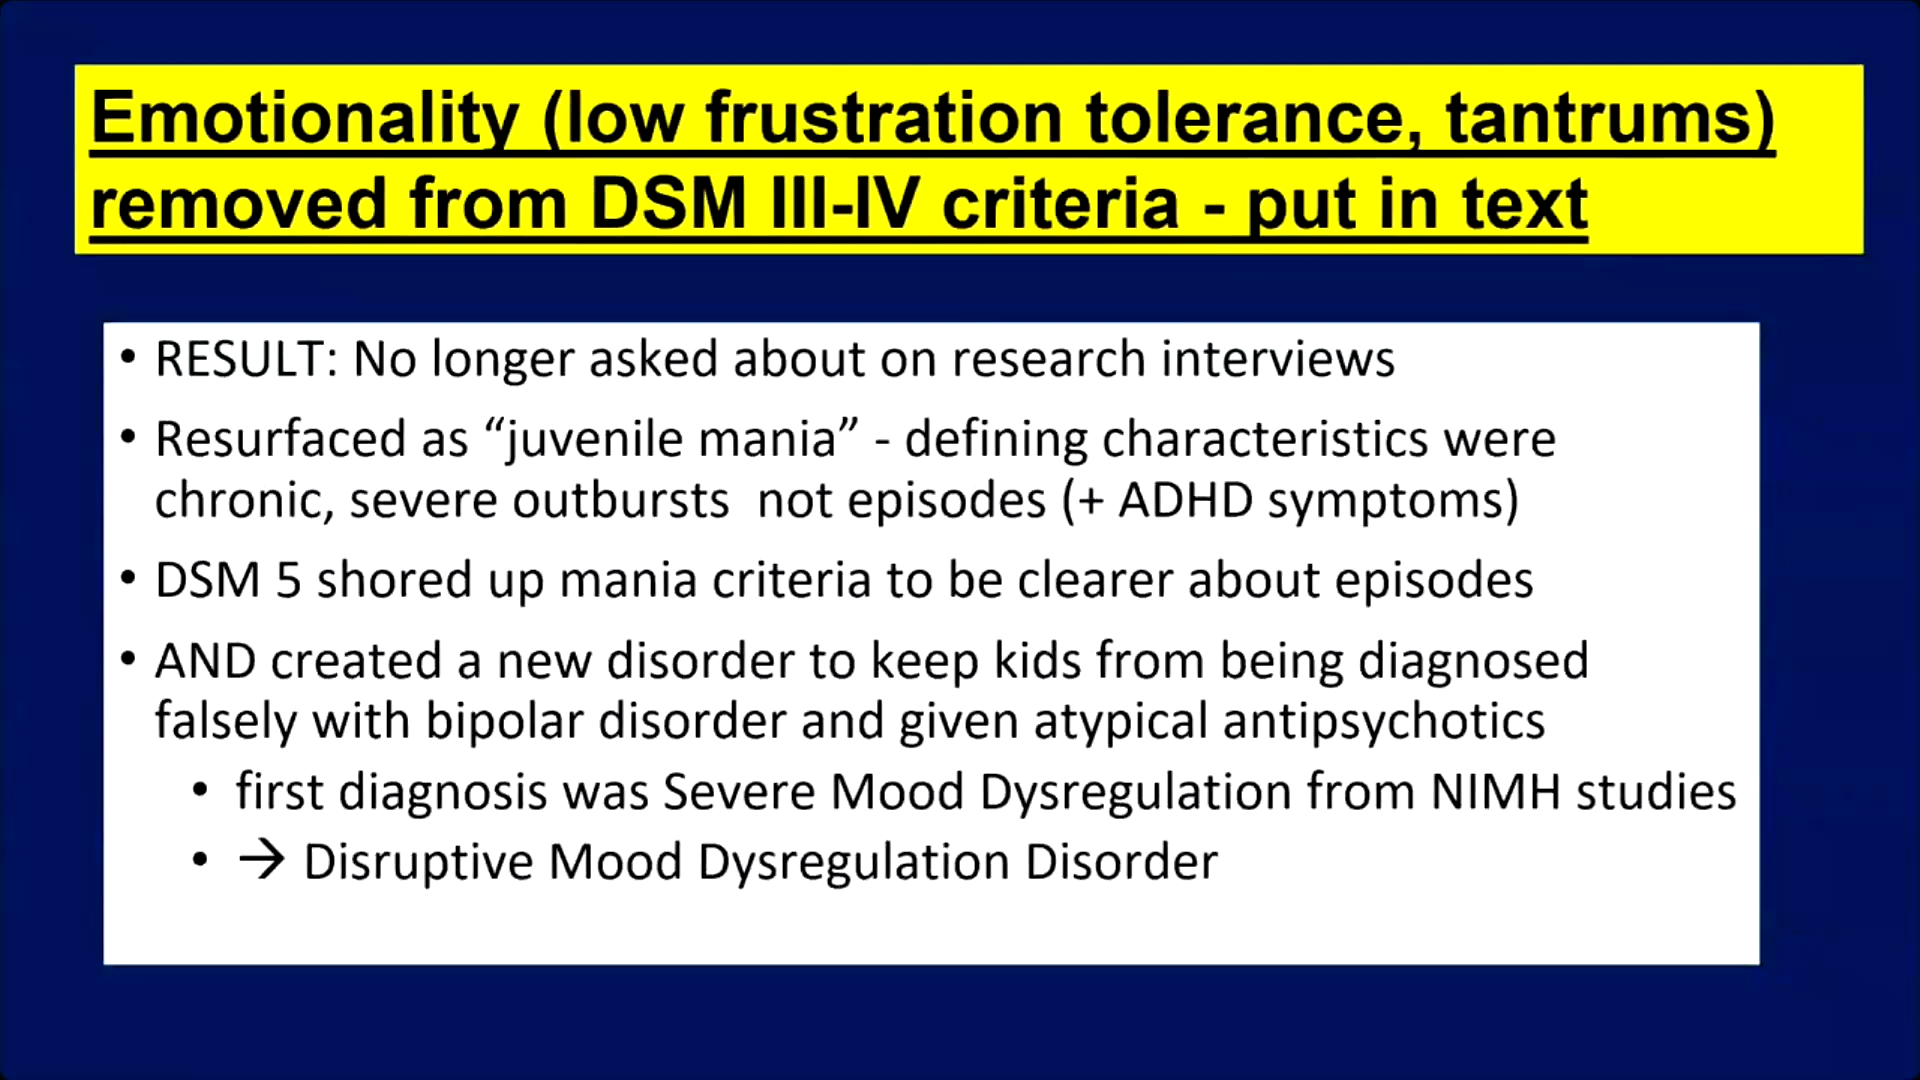 Emotionality (low frustration tolerance, tantrums)
removed from DSM III-IV criteria - put in text
• RESULT: No longer asked about on research interviews
• Resurfaced as “juvenile mania” - defining characteristics were
chronic, severe outbursts  not episodes (+ ADHD symptoms)
• DSM 5 shored up mania criteria to be clearer about episodes
• AND created a new disorder to keep kids from being diagnosed
falsely with bipolar disorder and given atypical antipsychotics
• first diagnosis was Severe Mood Dysregulation from NIMH studies
• → Disruptive Mood Dysregulation Disorder